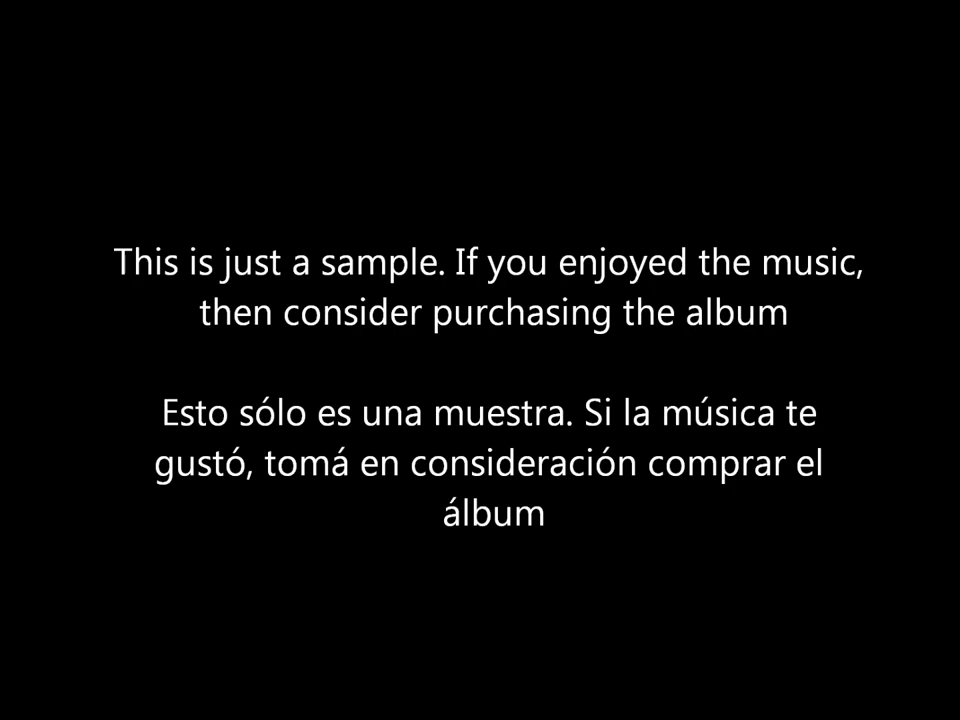 This is just a sample. If you enjoyed the music,
then consider purchasing the album
Esto sólo es una muestra. Si la música te
gustó, tomá en consideración comprar el
álbum